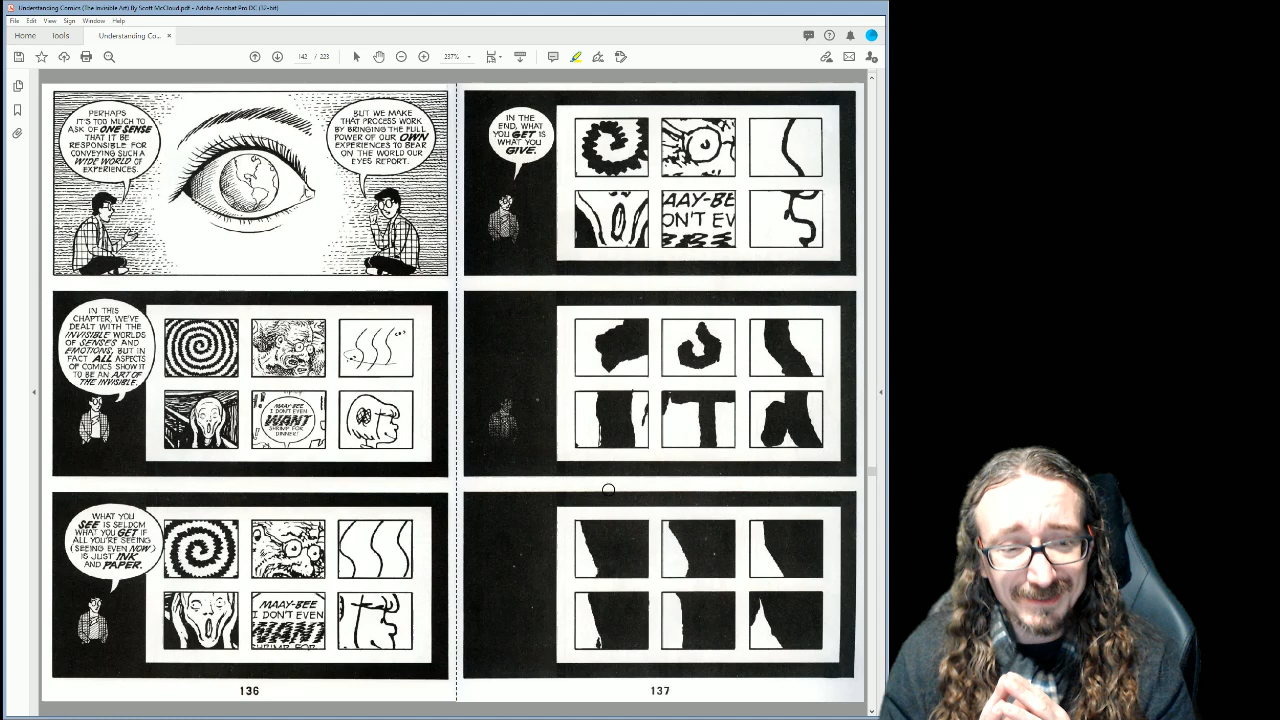 Understanding Comics (The Invisible Art) By Scott McCloud.pdf - Adobe Acrobat Pro DC (32-bit)
File Edit View Sign Window Help
Home Tools Understanding Co... ×
142 / 223 237%
PERHAPS
IT'S TOO MUCH TO
ASK OF ONE SENSE
THAT IT BE
RESPONSIBLE FOR
CONVEYING SUCH A
WIDE WORLD OF
EXPERIENCES.
BUT WE MAKE
THAT PROCESS WORK
BY BRINGING THE FULL
POWER OF OUR OWN
EXPERIENCES TO BEAR
ON THE WORLD OUR
EYES REPORT.
IN THIS
CHAPTER, WE'VE
DEALT WITH THE
INVISIBLE WORLDS
OF SENSES AND
EMOTIONS, BUT IN
FACT ALL ASPECTS
OF COMICS SHOW IT
TO BE AN ART OF
THE INVISIBLE.
MAAY-BEE
I DON'T EVEN
WANT
SHRIMP FOR
DINNER!
WHAT YOU
SEE IS SELDOM
WHAT YOU GET IF
ALL YOU'RE SEEING
(SEEING EVEN NOW)
IS JUST INK
AND PAPER.
MAAY-BEE
I DON'T EVEN
WANT
SHRIMP FOR
136
IN THE
END, WHAT
YOU GET IS
WHAT YOU
GIVE.
AAY-BE
ON'T EV
137